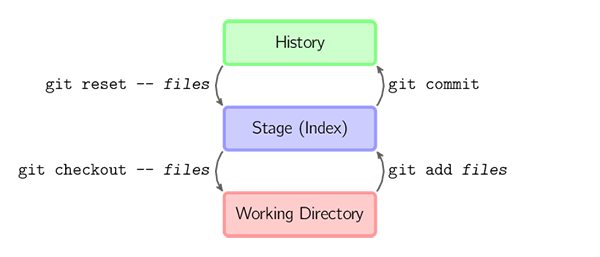 History
git reset -- files
git commit
Stage (Index)
git checkout -- files
git add files
Working Directory